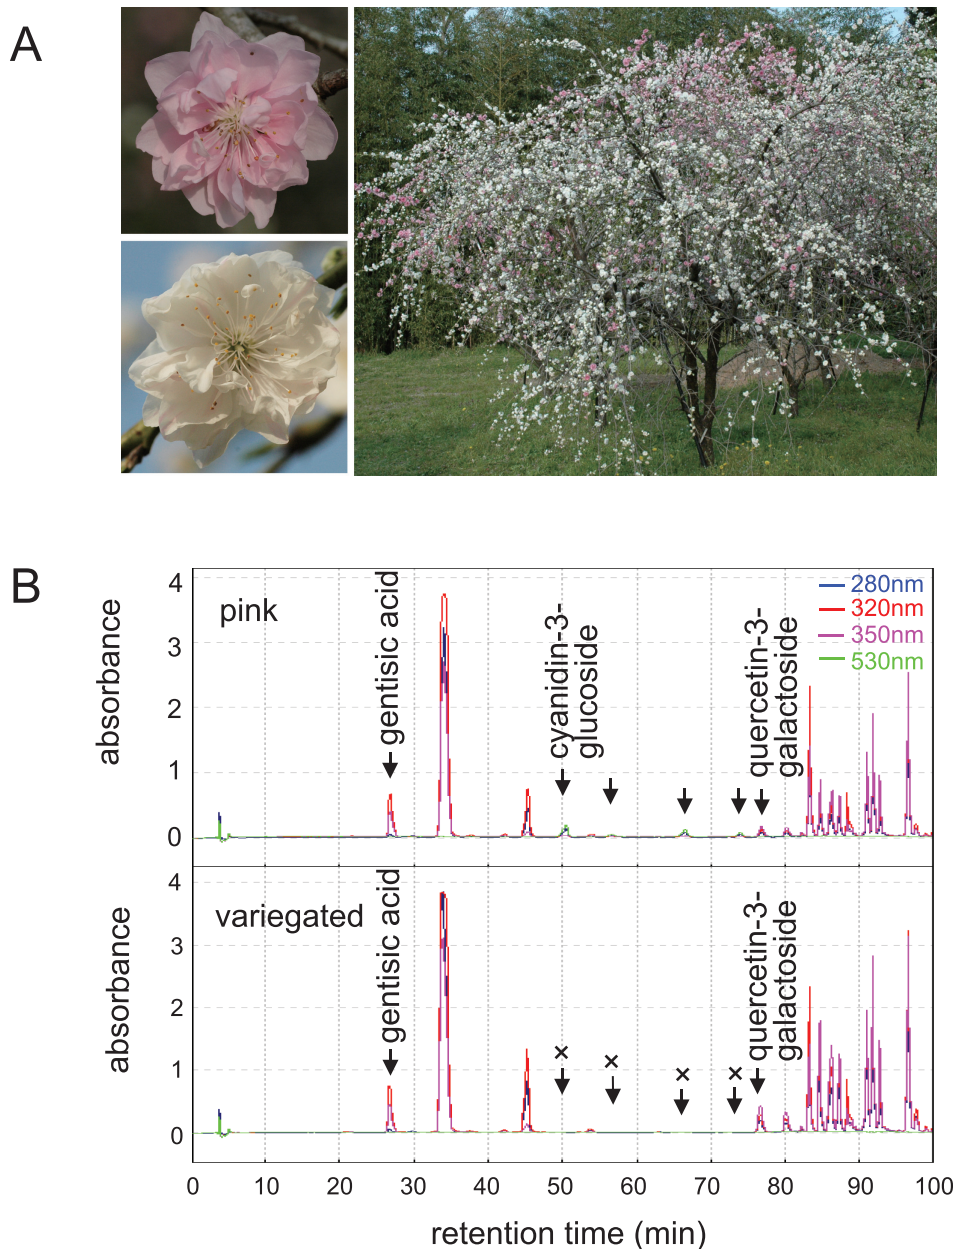 A
B
absorbance
4
3
2
1
0
pink
gentisic acid
cyanidin-3-
glucoside
quercetin-3-
galactoside
280nm
320nm
350nm
530nm
absorbance
4
3
2
1
0
variegated
gentisic acid
×
×
×
×
quercetin-3-
galactoside
0 10 20 30 40 50 60 70 80 90 100
retention time (min)